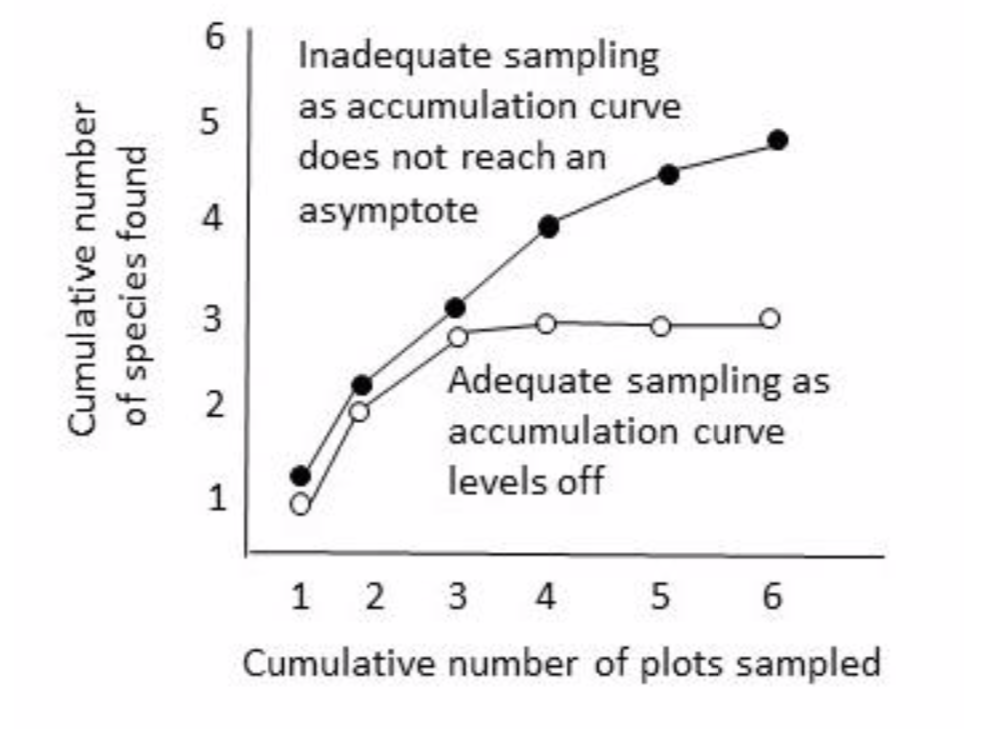 6
5
4
3
2
1
Cumulative number
of species found
Inadequate sampling
as accumulation curve
does not reach an
asymptote
Adequate sampling as
accumulation curve
levels off
1 2 3 4 5 6
Cumulative number of plots sampled